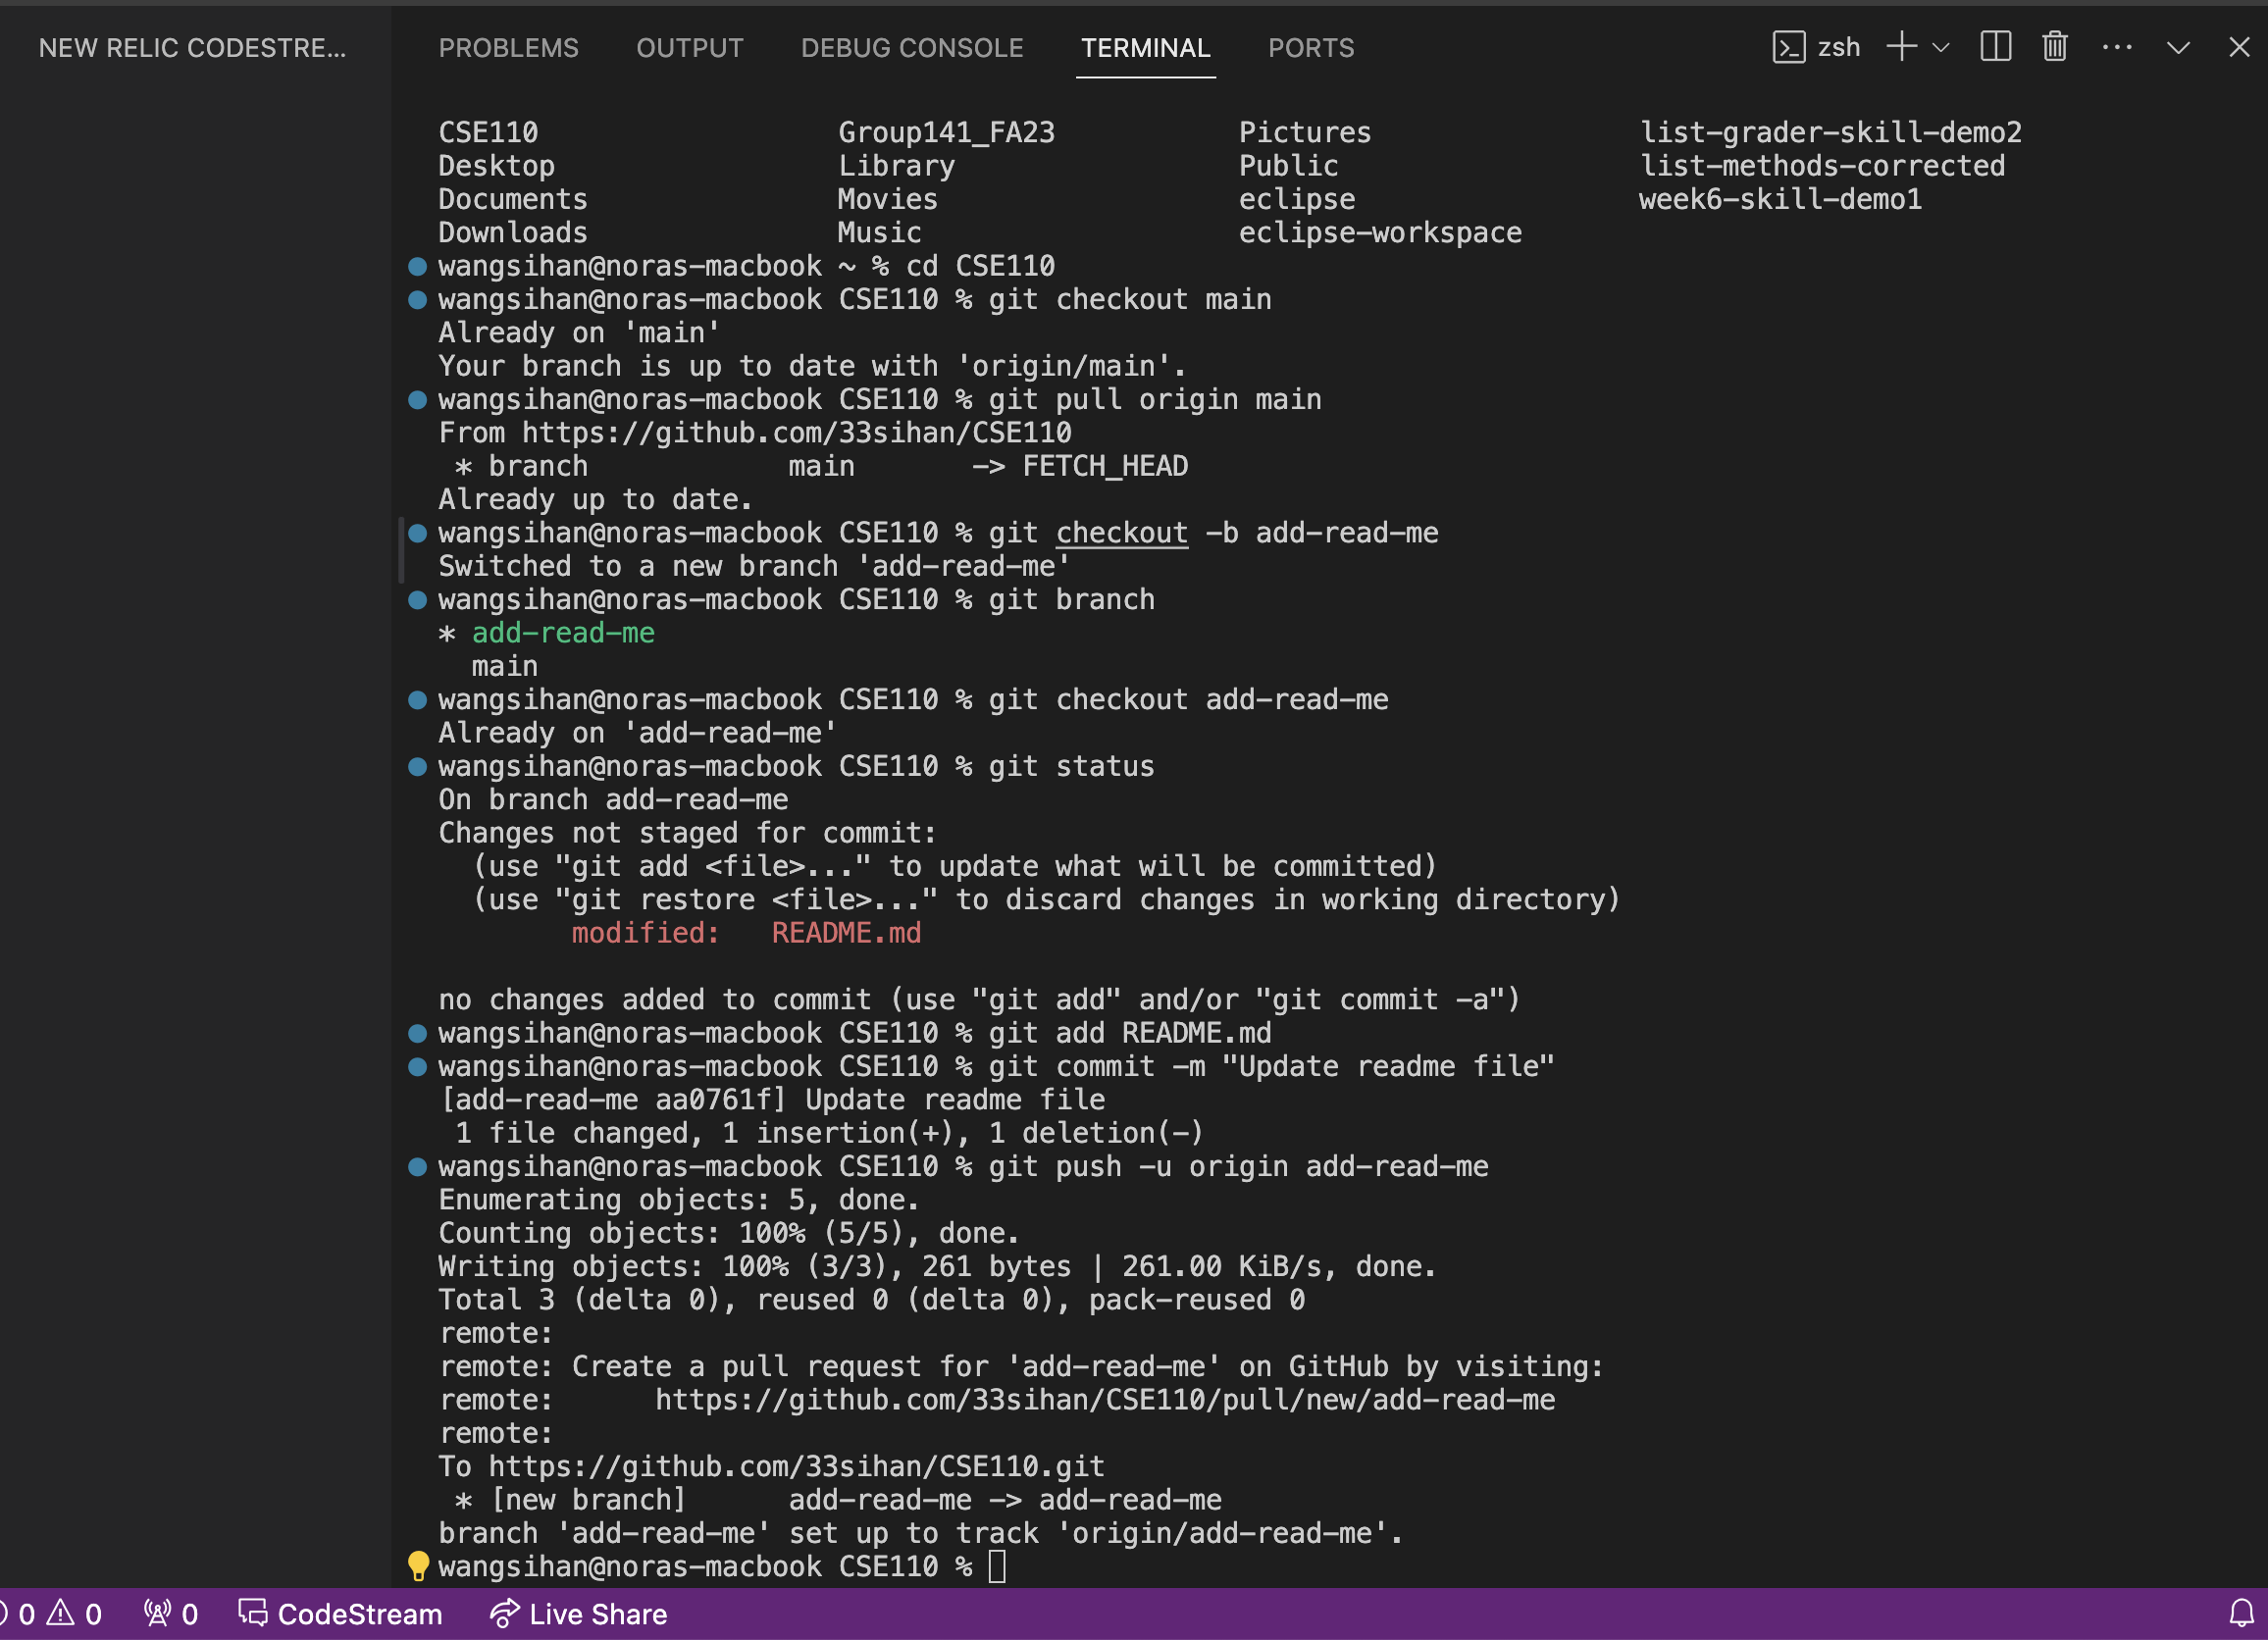 NEW RELIC CODESTRE...
PROBLEMS OUTPUT DEBUG CONSOLE TERMINAL PORTS zsh
CSE110 Group141_FA23 Pictures list-grader-skill-demo2
Desktop Library Public list-methods-corrected
Documents Movies eclipse week6-skill-demo1
Downloads Music eclipse-workspace
wangsihan@noras-macbook ~ % cd CSE110
wangsihan@noras-macbook CSE110 % git checkout main
Already on 'main'
Your branch is up to date with 'origin/main'.
wangsihan@noras-macbook CSE110 % git pull origin main
From https://github.com/33sihan/CSE110
* branch main -> FETCH_HEAD
Already up to date.
wangsihan@noras-macbook CSE110 % git checkout -b add-read-me
Switched to a new branch 'add-read-me'
wangsihan@noras-macbook CSE110 % git branch
* add-read-me
main
wangsihan@noras-macbook CSE110 % git checkout add-read-me
Already on 'add-read-me'
wangsihan@noras-macbook CSE110 % git status
On branch add-read-me
Changes not staged for commit:
(use "git add <file>..." to update what will be committed)
(use "git restore <file>..." to discard changes in working directory)
modified: README.md
no changes added to commit (use "git add" and/or "git commit -a")
wangsihan@noras-macbook CSE110 % git add README.md
wangsihan@noras-macbook CSE110 % git commit -m "Update readme file"
[add-read-me aa0761f] Update readme file
1 file changed, 1 insertion(+), 1 deletion(-)
wangsihan@noras-macbook CSE110 % git push -u origin add-read-me
Enumerating objects: 5, done.
Counting objects: 100% (5/5), done.
Writing objects: 100% (3/3), 261 bytes | 261.00 KiB/s, done.
Total 3 (delta 0), reused 0 (delta 0), pack-reused 0
remote:
remote: Create a pull request for 'add-read-me' on GitHub by visiting:
remote: https://github.com/33sihan/CSE110/pull/new/add-read-me
remote:
To https://github.com/33sihan/CSE110.git
* [new branch] add-read-me -> add-read-me
branch 'add-read-me' set up to track 'origin/add-read-me'.
wangsihan@noras-macbook CSE110 %
0 0 0 CodeStream Live Share